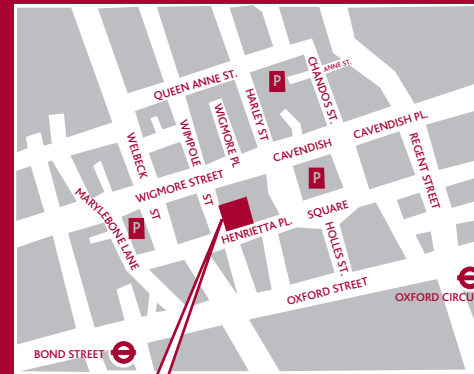 QUEEN ANNE ST.
P
ANNE ST.
CHANDOS ST.
HARLEY ST
WIGMORE PL
WIMPOLE
ST
WELBECK
ST
CAVENDISH
CAVENDISH PL.
REGENT STREET
WIGMORE STREET
P
MARYLEBONE LANE
P
SQUARE
HENRIETTA PL.
HOLLES ST.
OXFORD STREET
OXFORD CIRCU
BOND STREET